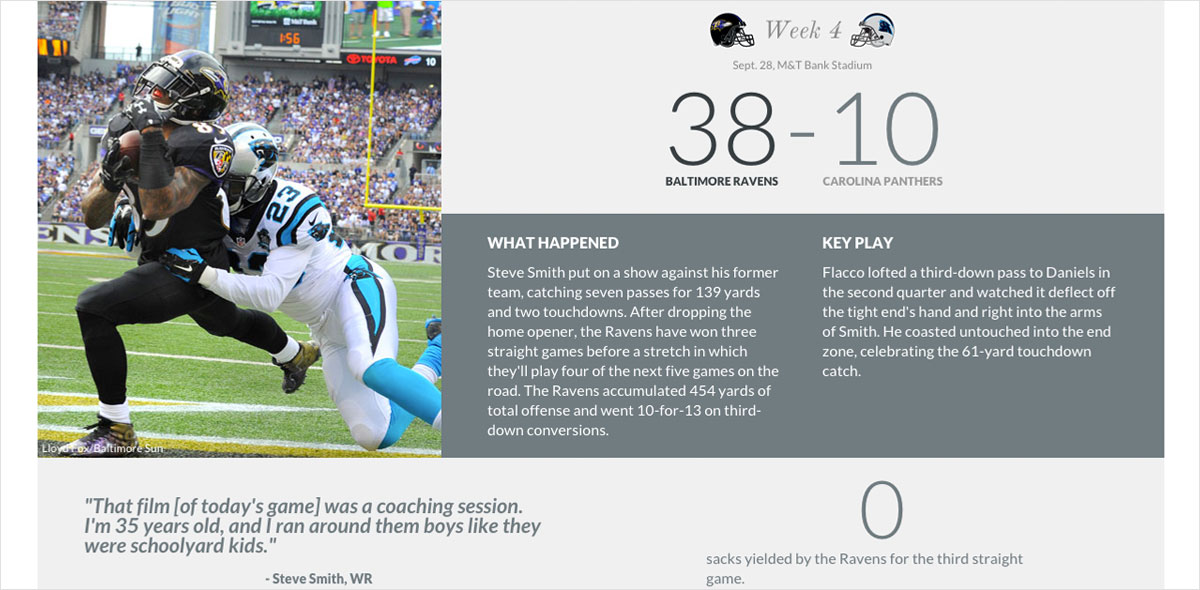 1:56
TOYOTA
10
ENS
MOR
23
Lloyd Fox/Baltimore Sun
Week 4
Sept. 28, M&T Bank Stadium
38-10
BALTIMORE RAVENS
CAROLINA PANTHERS
WHAT HAPPENED
Steve Smith put on a show against his former
team, catching seven passes for 139 yards
and two touchdowns. After dropping the
home opener, the Ravens have won three
straight games before a stretch in which
they'll play four of the next five games on the
road. The Ravens accumulated 454 yards of
total offense and went 10-for-13 on third-
down conversions.
KEY PLAY
Flacco lofted a third-down pass to Daniels in
the second quarter and watched it deflect off
the tight end's hand and right into the arms
of Smith. He coasted untouched into the end
zone, celebrating the 61-yard touchdown
catch.
"That film [of today's game] was a coaching session.
I'm 35 years old, and I ran around them boys like they
were schoolyard kids."
- Steve Smith, WR
0
sacks yielded by the Ravens for the third straight
game.